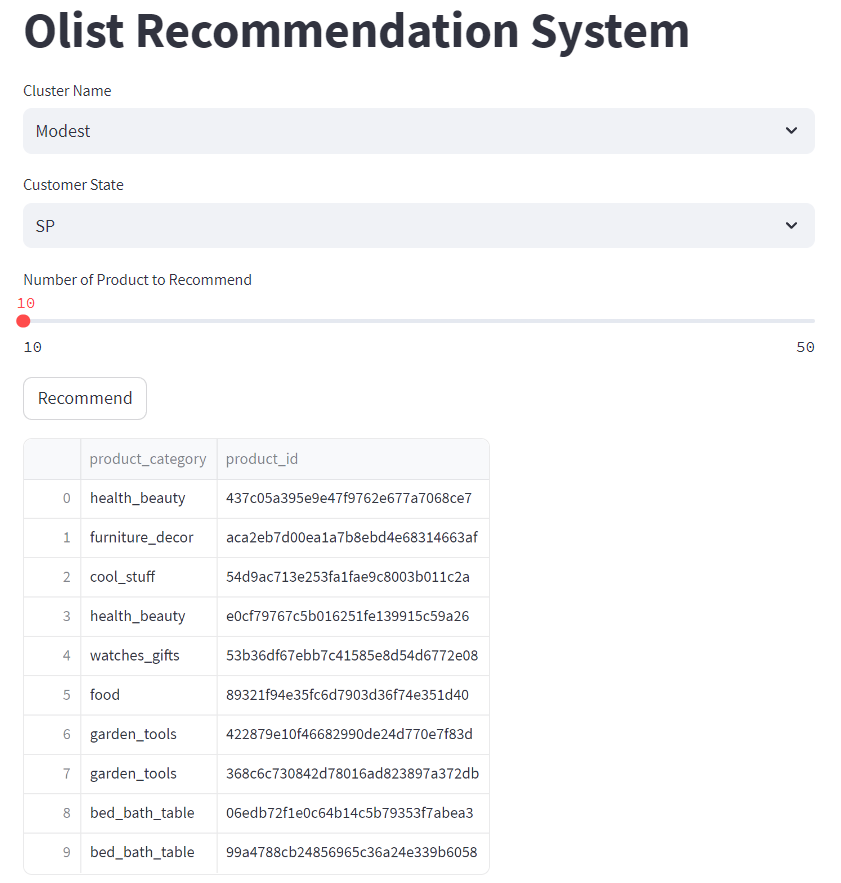 Olist Recommendation System
Cluster Name
Modest
Customer State
SP
Number of Product to Recommend
10
10 50
Recommend
product_category product_id
0 health_beauty 437c05a395e9e47f9762e677a7068ce7
1 furniture_decor aca2eb7d00ea1a7b8ebd4e68314663af
2 cool_stuff 54d9ac713e253fa1fae9c8003b011c2a
3 health_beauty e0cf79767c5b016251fe139915c59a26
4 watches_gifts 53b36df67ebb7c41585e8d54d6772e08
5 food 89321f94e35fc6d7903d36f74e351d40
6 garden_tools 422879e10f46682990de24d770e7f83d
7 garden_tools 368c6c730842d78016ad823897a372db
8 bed_bath_table 06edb72f1e0c64b14c5b79353f7abea3
9 bed_bath_table 99a4788cb24856965c36a24e339b6058